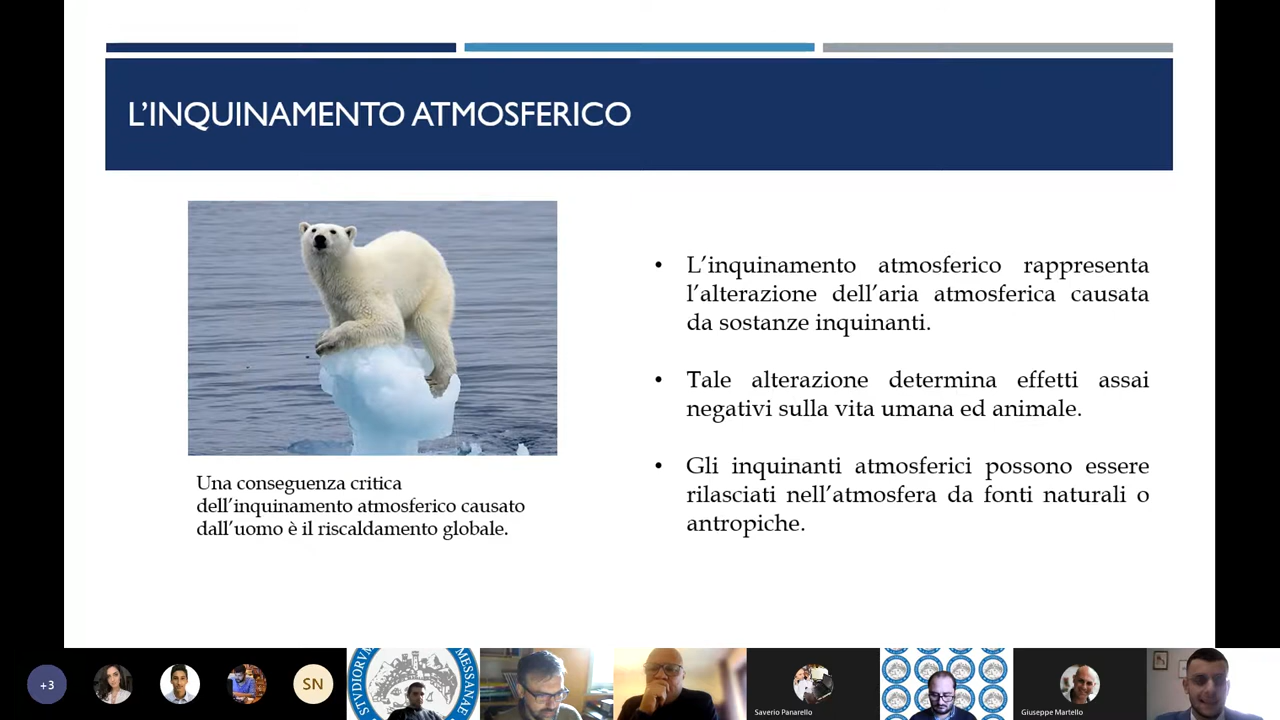 L'INQUINAMENTO ATMOSFERICO
Una conseguenza critica
dell'inquinamento atmosferico causato
dall'uomo è il riscaldamento globale.
• L'inquinamento atmosferico rappresenta
l'alterazione dell'aria atmosferica causata
da sostanze inquinanti.
• Tale alterazione determina effetti assai
negativi sulla vita umana ed animale.
• Gli inquinanti atmosferici possono essere
rilasciati nell'atmosfera da fonti naturali o
antropiche.
+3
SN
STVDIORVM
MESSANAE
Saverio Panarello
Giuseppe Martello